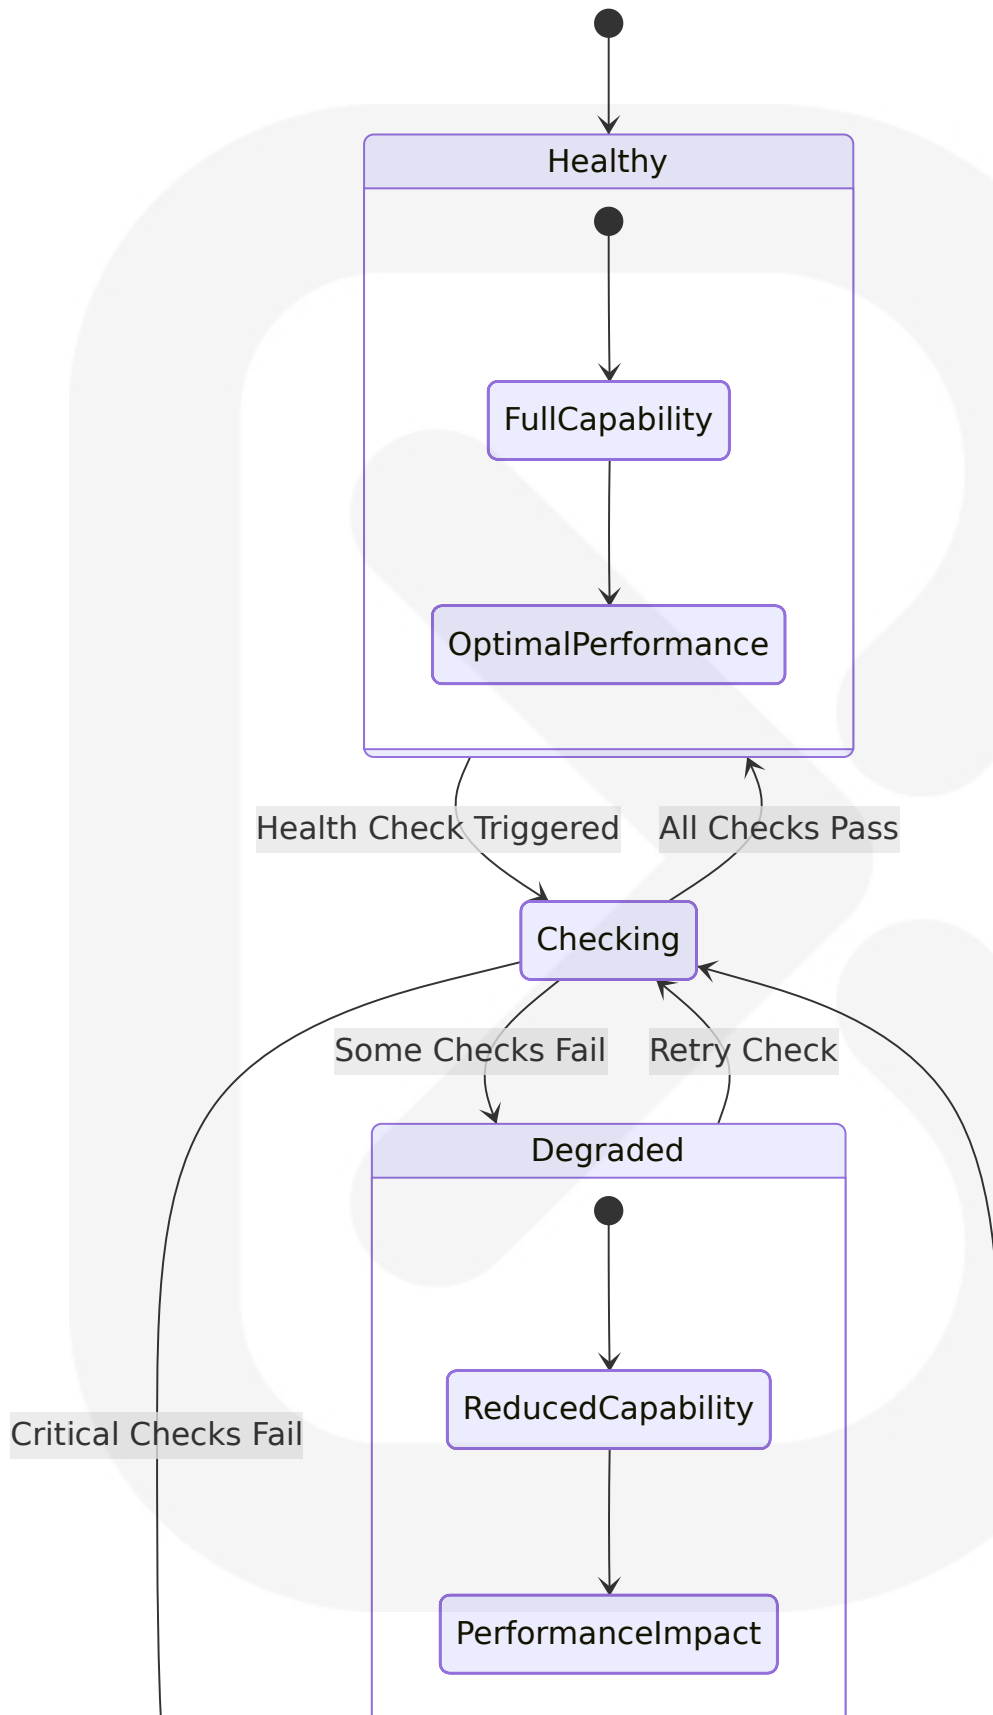 Healthy
FullCapability
OptimalPerformance
Health Check Triggered
All Checks Pass
Checking
Some Checks Fail
Retry Check
Degraded
ReducedCapability
Critical Checks Fail
PerformanceImpact